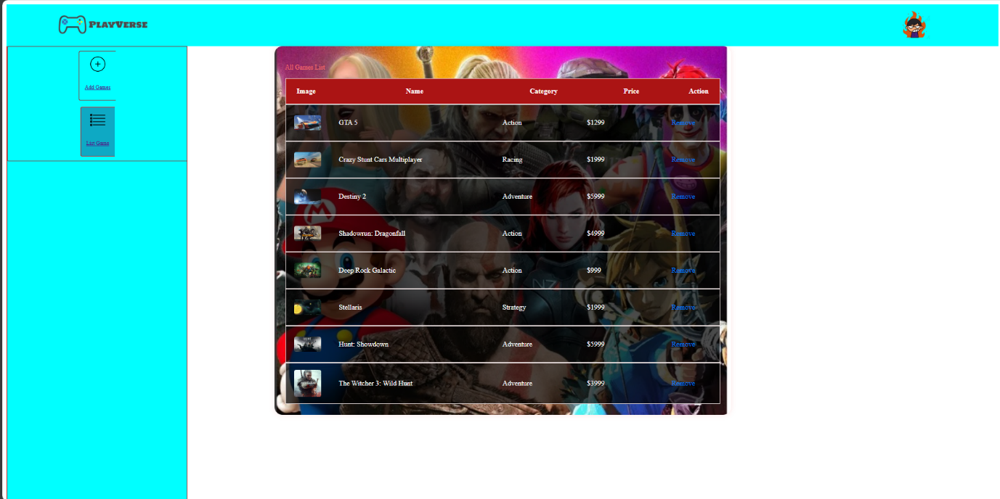 PLAYVERSE
Add Games
List Game
All Games List
Image Name Category Price Action
GTA 5 Action $1299 Remove
Crazy Stunt Cars Multiplayer Racing $1999 Remove
Destiny 2 Adventure $5999 Remove
Shadowrun: Dragonfall Action $4999 Remove
Deep Rock Galactic Action $999 Remove
Stellaris Strategy $1999 Remove
Hunt: Showdown Adventure $5999 Remove
The Witcher 3: Wild Hunt Adventure $3999 Remove
N7